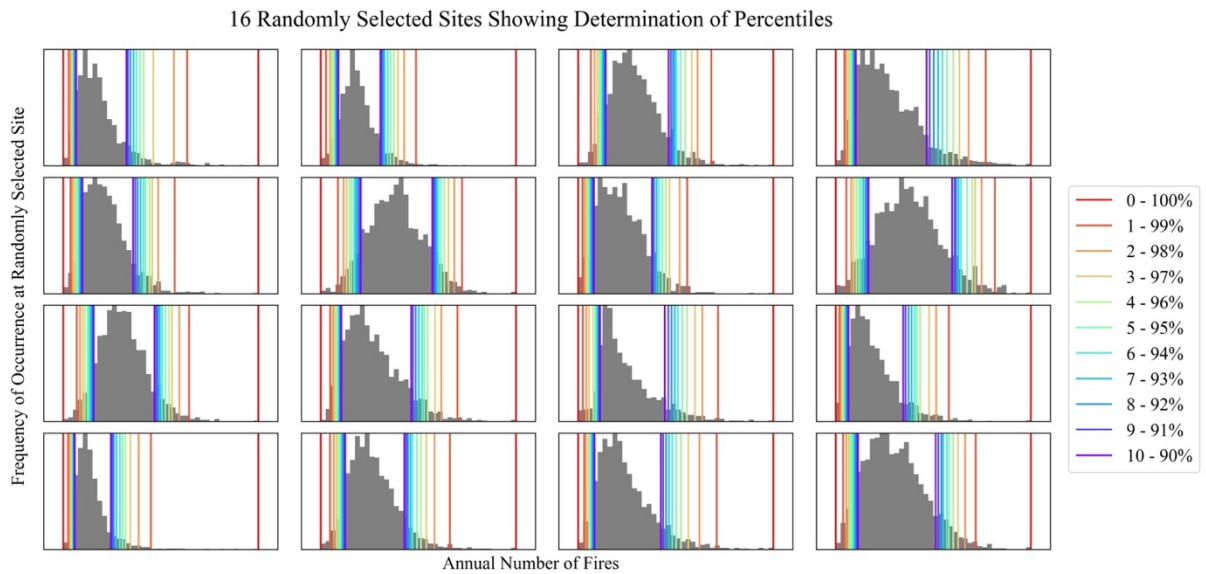 16 Randomly Selected Sites Showing Determination of Percentiles
Frequency of Occurrence at Randomly Selected Site
0 - 100%
1 - 99%
2 - 98%
3 - 97%
4 - 96%
5 - 95%
6 - 94%
7 - 93%
8 - 92%
9 - 91%
10 - 90%
Annual Number of Fires